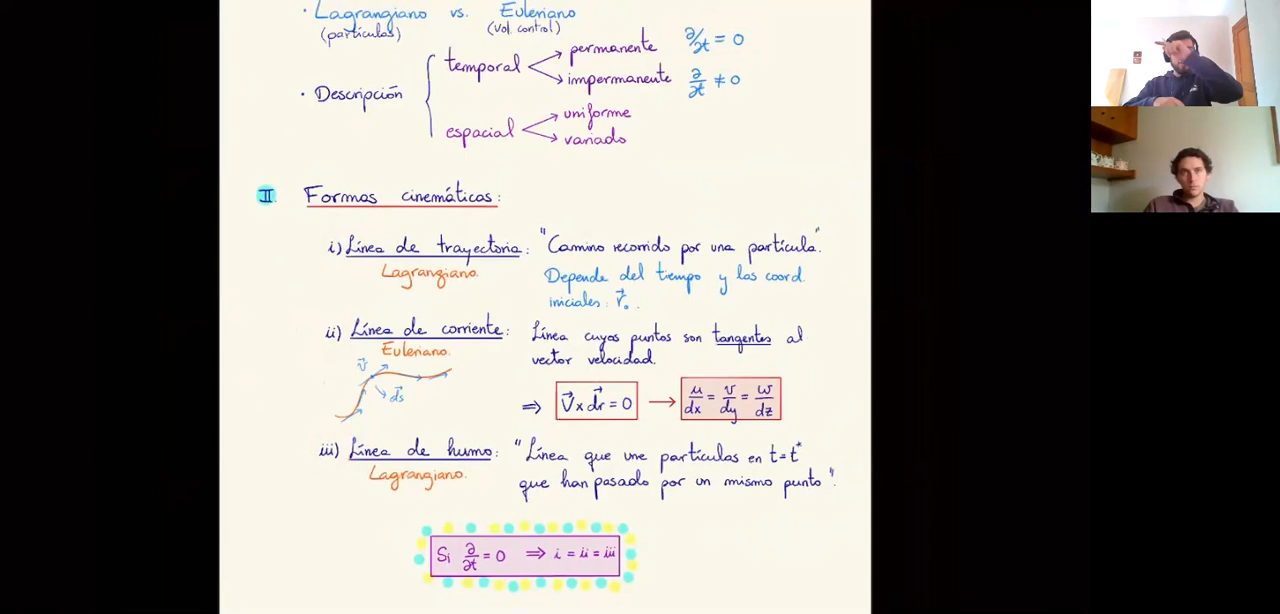 · Lagrangiano vs. Euleriano
(partículas) (Vol. control)
temporal permanente ∂/∂t = 0
impermanente ∂/∂t ≠ 0
· Descripción
espacial uniforme
variado
II. Formas cinemáticas:
i) Línea de trayectoria: "Camino recorrido por una partícula".
Lagrangiano. Depende del tiempo y las coord.
iniciales: r⃗₀.
ii) Línea de corriente: Línea cuyos puntos son tangentes al
Euleriano. vector velocidad.
v⃗
ds⃗
⇒ V⃗ x dr⃗ = 0 → u/dx = v/dy = w/dz
iii) Línea de humo: "Línea que une partículas en t=t*
Lagrangiano. que han pasado por un mismo punto".
Si ∂/∂t = 0 ⇒ i = ii = iii